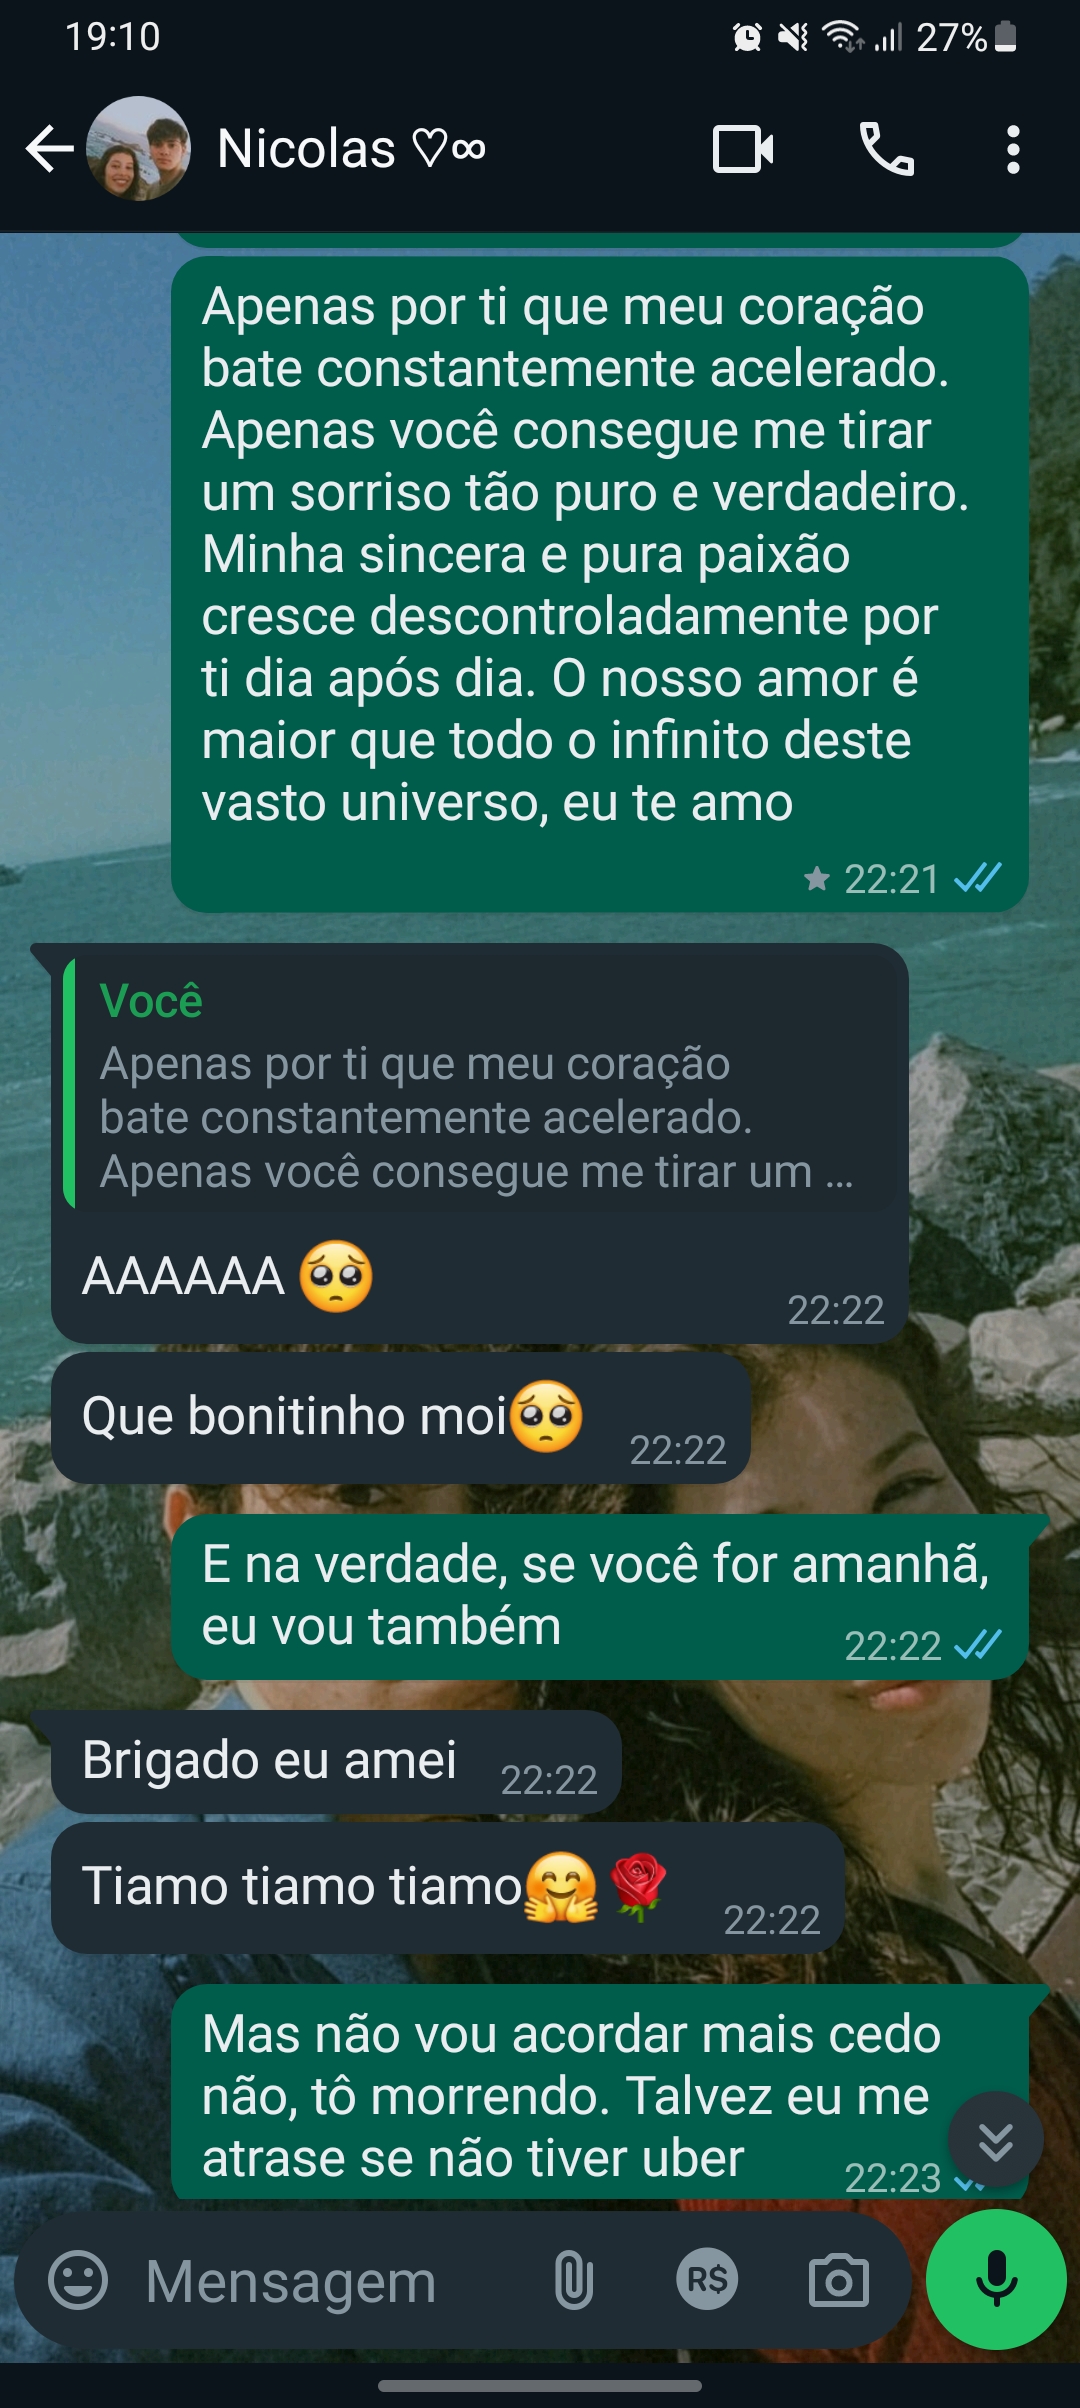 19:10
27%
Nicolas ♡∞
Apenas por ti que meu coração
bate constantemente acelerado.
Apenas você consegue me tirar
um sorriso tão puro e verdadeiro.
Minha sincera e pura paixão
cresce descontroladamente por
ti dia após dia. O nosso amor é
maior que todo o infinito deste
vasto universo, eu te amo
22:21
Você
Apenas por ti que meu coração
bate constantemente acelerado.
Apenas você consegue me tirar um ...
AAAAAA 🥺
22:22
Que bonitinho moi🥺
22:22
E na verdade, se você for amanhã,
eu vou também
22:22
Brigado eu amei
22:22
Tiamo tiamo tiamo🤗🌹
22:22
Mas não vou acordar mais cedo
não, tô morrendo. Talvez eu me
atrase se não tiver uber
22:23
Mensagem
R$